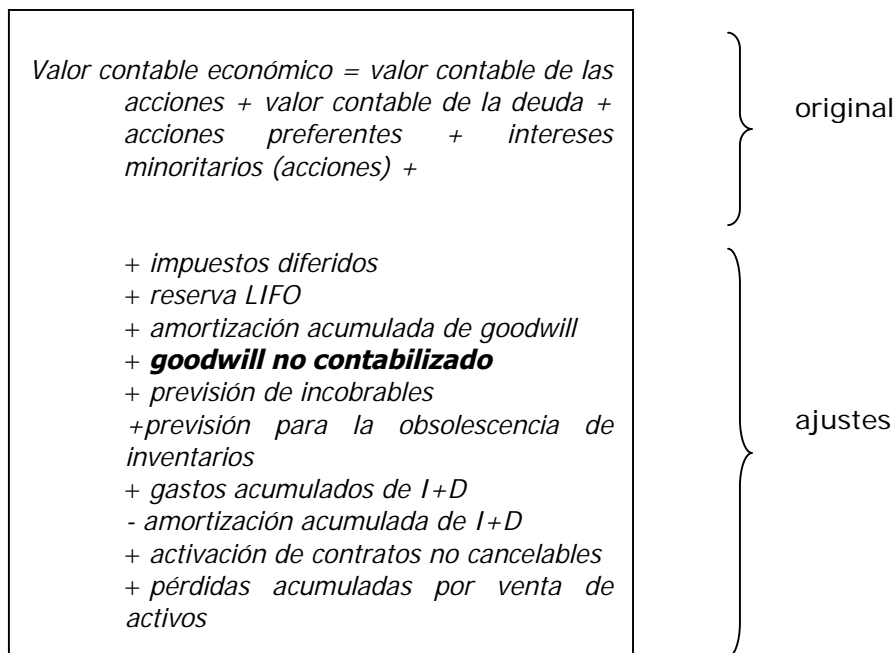 Valor contable económico = valor contable de las
acciones + valor contable de la deuda +
acciones preferentes + intereses
minoritarios (acciones) +
original
+ impuestos diferidos
+ reserva LIFO
+ amortización acumulada de goodwill
+ goodwill no contabilizado
+ previsión de incobrables
+previsión para la obsolescencia de
inventarios
+ gastos acumulados de I+D
- amortización acumulada de I+D
+ activación de contratos no cancelables
+ pérdidas acumuladas por venta de
activos
ajustes